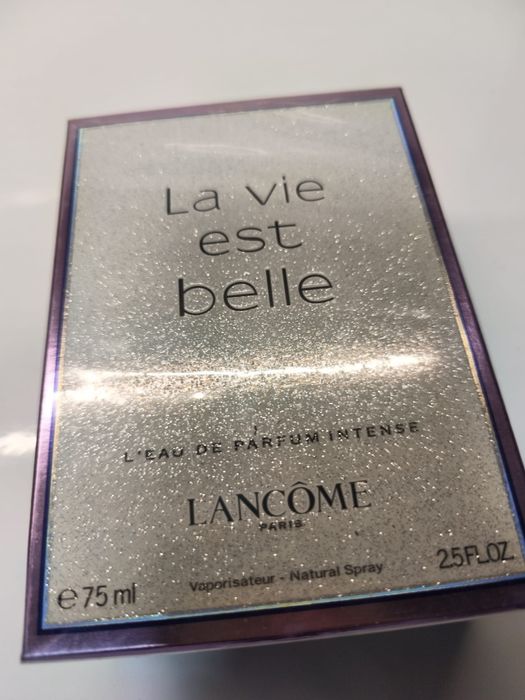 La vie
est
belle
L'EAU DE PARFUM INTENSE
LANCÔME
PARIS
e 75 ml
Vaporisateur - Natural Spray
2.5 FL.OZ.